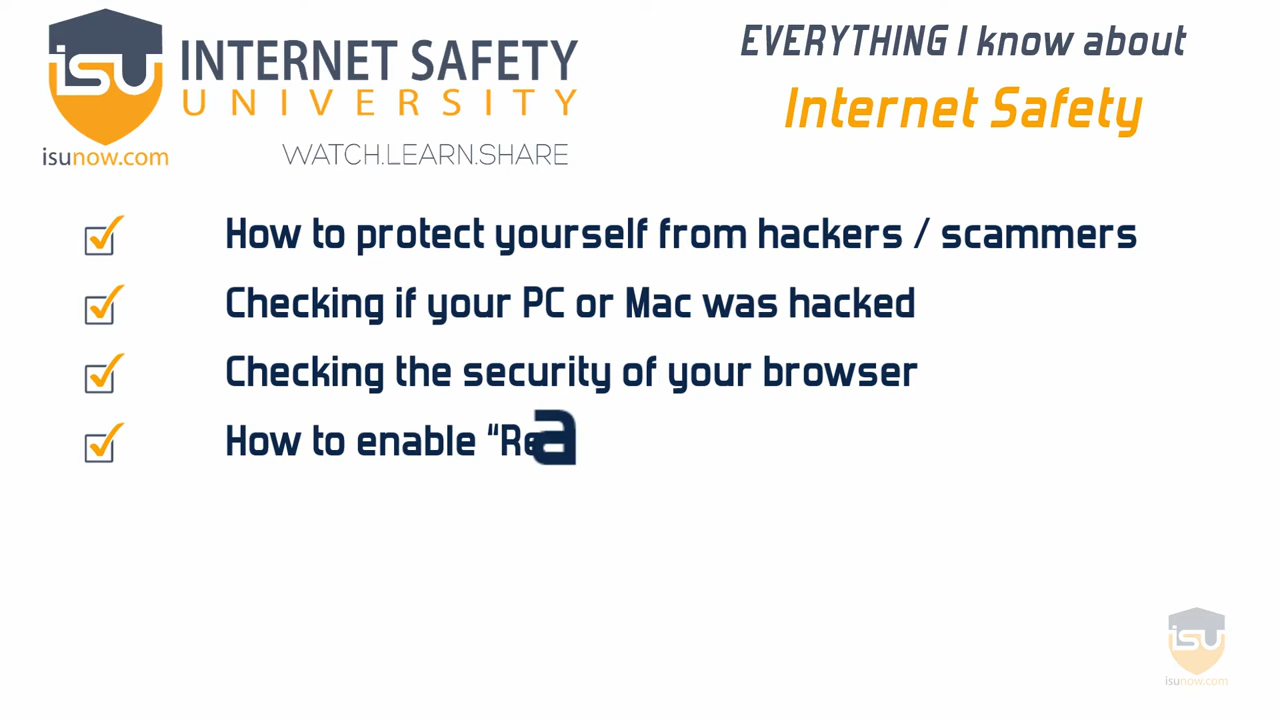 isu
INTERNET SAFETY
UNIVERSITY
isunow.com
WATCH.LEARN.SHARE
EVERYTHING I know about
Internet Safety
How to protect yourself from hackers / scammers
Checking if your PC or Mac was hacked
Checking the security of your browser
How to enable “Rea
isu
isunow.com